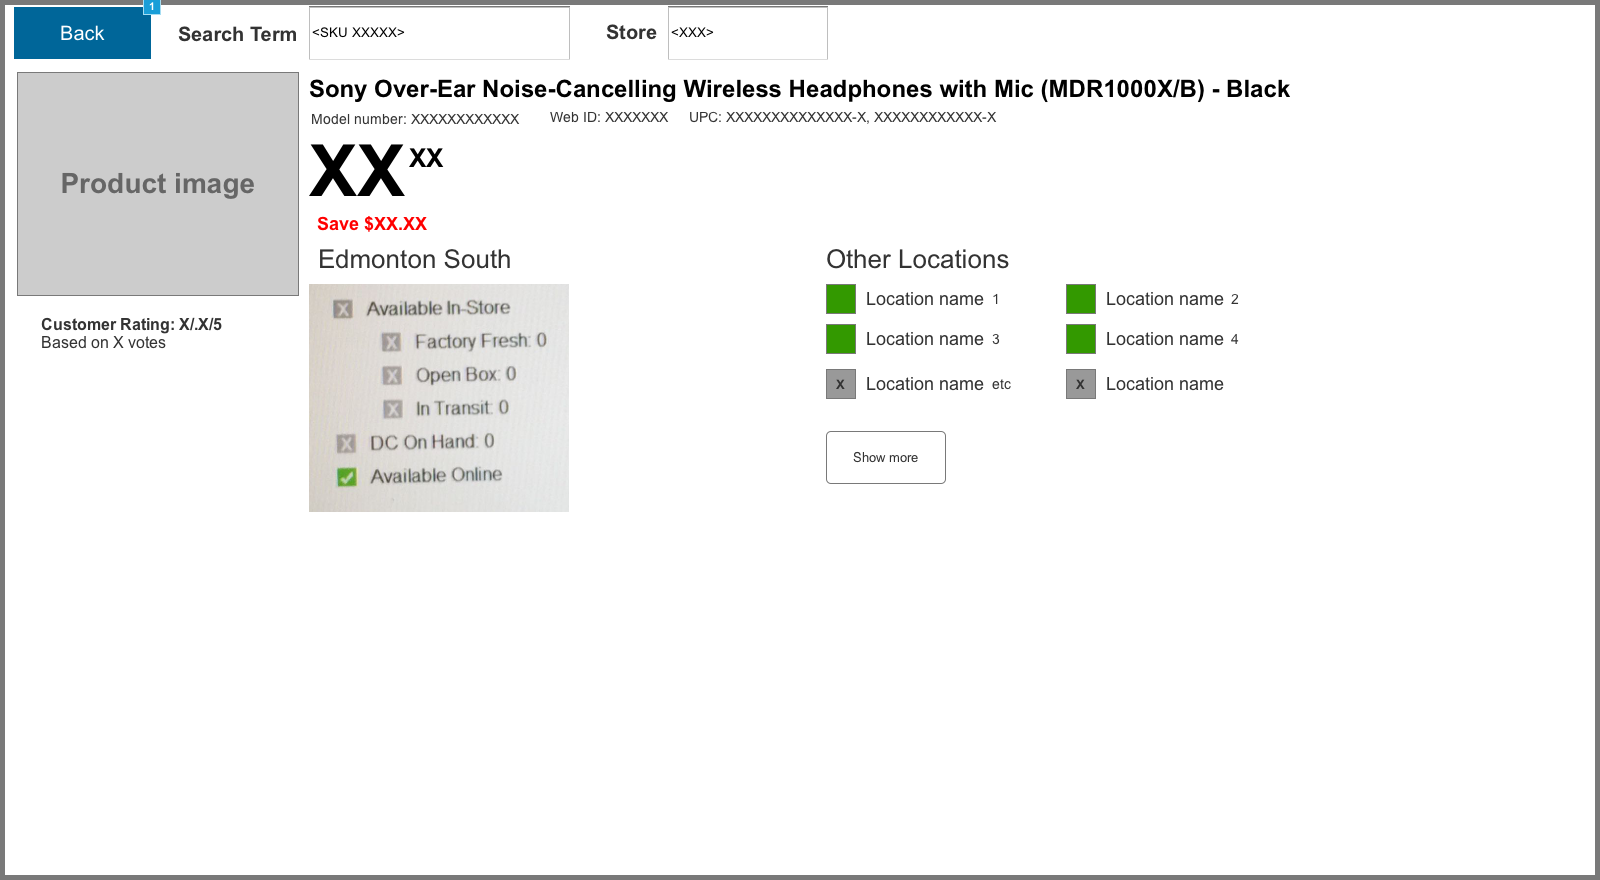 1
Back
Search Term
<SKU XXXXX>
Store
<XXX>
Product image
Sony Over-Ear Noise-Cancelling Wireless Headphones with Mic (MDR1000X/B) - Black
Model number: XXXXXXXXXXXX
Web ID: XXXXXXX
UPC: XXXXXXXXXXXXXX-X, XXXXXXXXXXXX-X
XX XX
Save $XX.XX
Customer Rating: X/.X/5
Based on X votes
Edmonton South
X Available In-Store
X Factory Fresh: 0
X Open Box: 0
X In Transit: 0
X DC On Hand: 0
Available Online
Other Locations
Location name 1
Location name 2
Location name 3
Location name 4
X Location name etc
X Location name
Show more